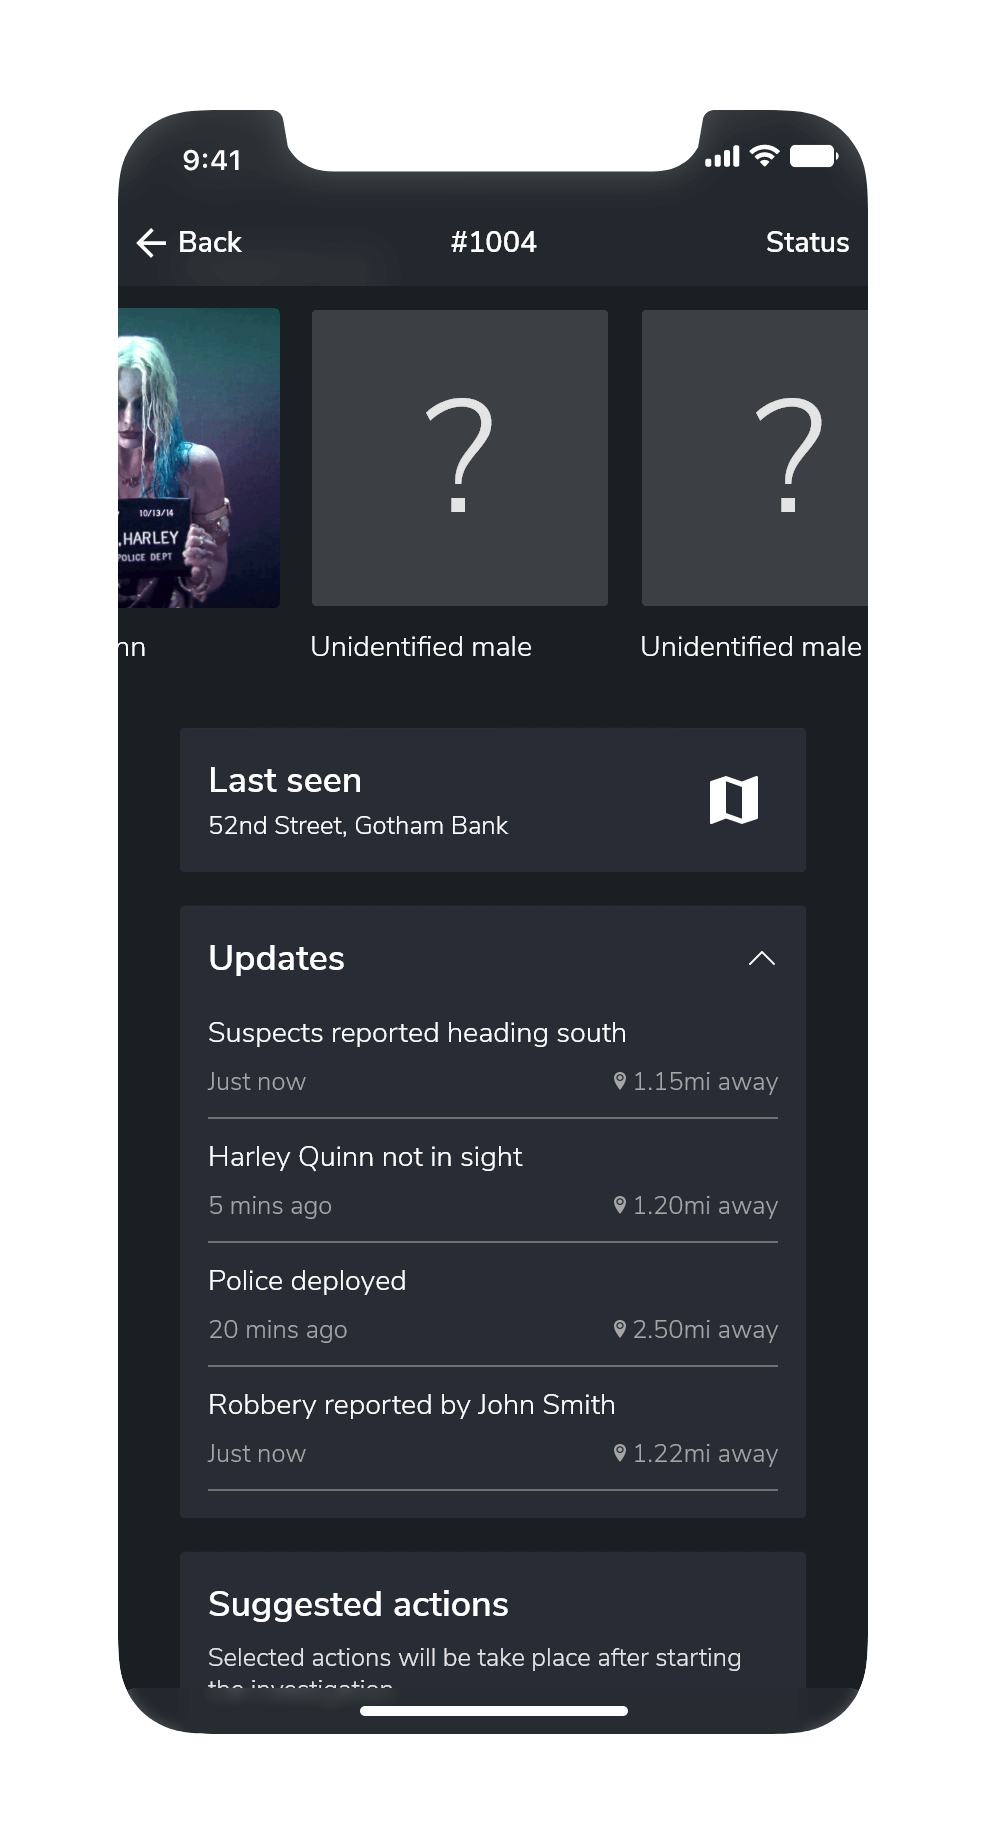 9:41
Back
#1004
Status
10/13/14
,HARLEY
POLICE DEPT
nn
Unidentified male
Unidentified male
Last seen
52nd Street, Gotham Bank
Updates
Suspects reported heading south
Just now
1.15mi away
Harley Quinn not in sight
5 mins ago
1.20mi away
Police deployed
20 mins ago
2.50mi away
Robbery reported by John Smith
Just now
1.22mi away
Suggested actions
Selected actions will be take place after starting
the investigation